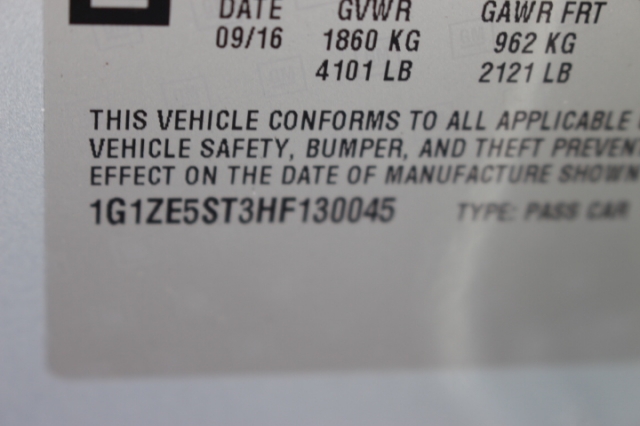 DATE GVWR GAWR FRT
09/16 1860 KG 962 KG
4101 LB 2121 LB
THIS VEHICLE CONFORMS TO ALL APPLICABLE
VEHICLE SAFETY, BUMPER, AND THEFT PREVEN
EFFECT ON THE DATE OF MANUFACTURE SHOWN
1G1ZE5ST3HF130045 TYPE: PASS CAR